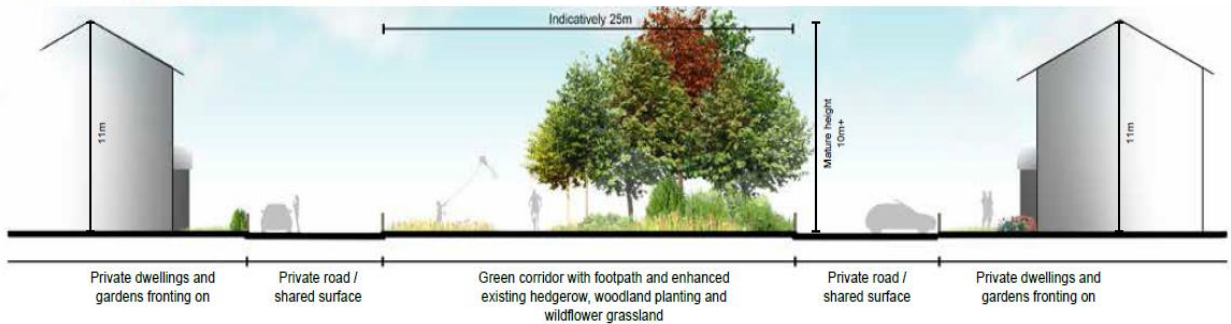 Indicatively 25m
11m
Mature height
10m+
11m
Private dwellings and
gardens fronting on
Private road /
shared surface
Green corridor with footpath and enhanced
existing hedgerow, woodland planting and
wildflower grassland
Private road /
shared surface
Private dwellings and
gardens fronting on